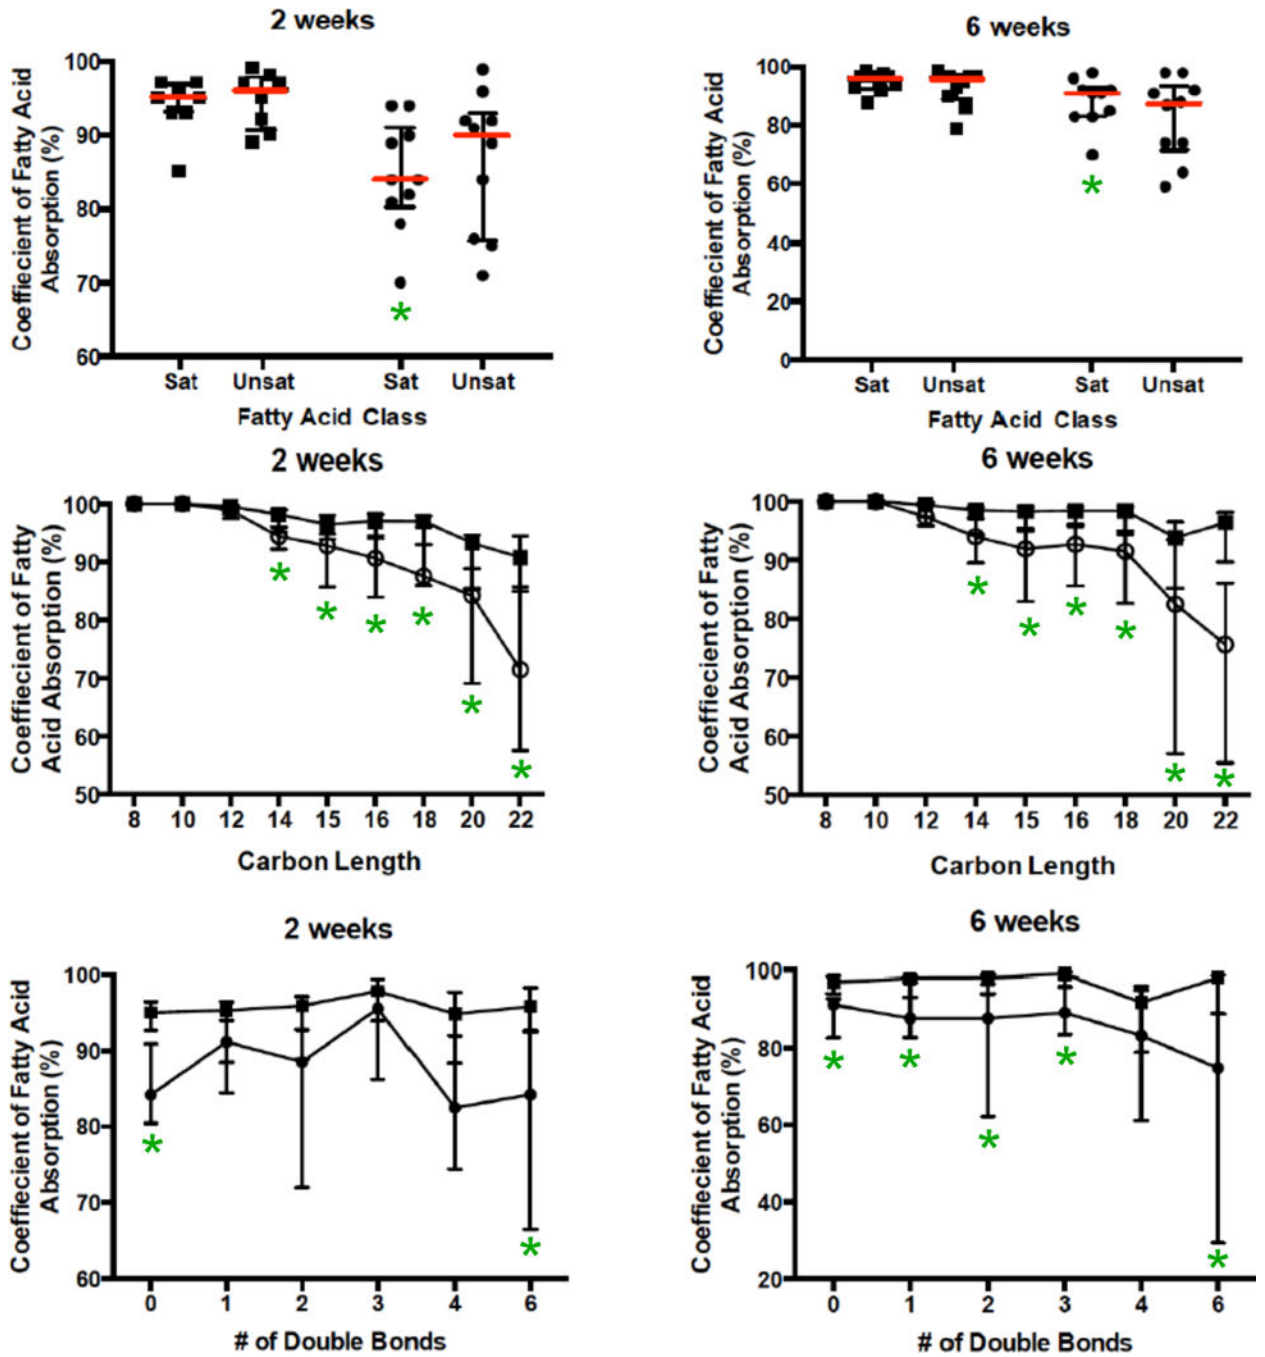 2 weeks
Coeffiecient of Fatty Acid
Absorption (%)
100
90
80
70
60
Sat Unsat Sat Unsat
Fatty Acid Class
6 weeks
Coeffiecient of Fatty Acid
Absorption (%)
100
80
60
40
20
0
Sat Unsat Sat Unsat
Fatty Acid Class
2 weeks
Coeffiecient of Fatty
Acid Absorption (%)
100
90
80
70
60
50
8 10 12 14 15 16 18 20 22
Carbon Length
6 weeks
Coeffiecient of Fatty
Acid Absorption (%)
100
90
80
70
60
50
8 10 12 14 15 16 18 20 22
Carbon Length
2 weeks
Coeffiecient of Fatty Acid
Absorption (%)
100
90
80
70
60
0 1 2 3 4 6
# of Double Bonds
6 weeks
Coeffiecient of Fatty Acid
Absorption (%)
100
80
60
40
20
0 1 2 3 4 6
# of Double Bonds